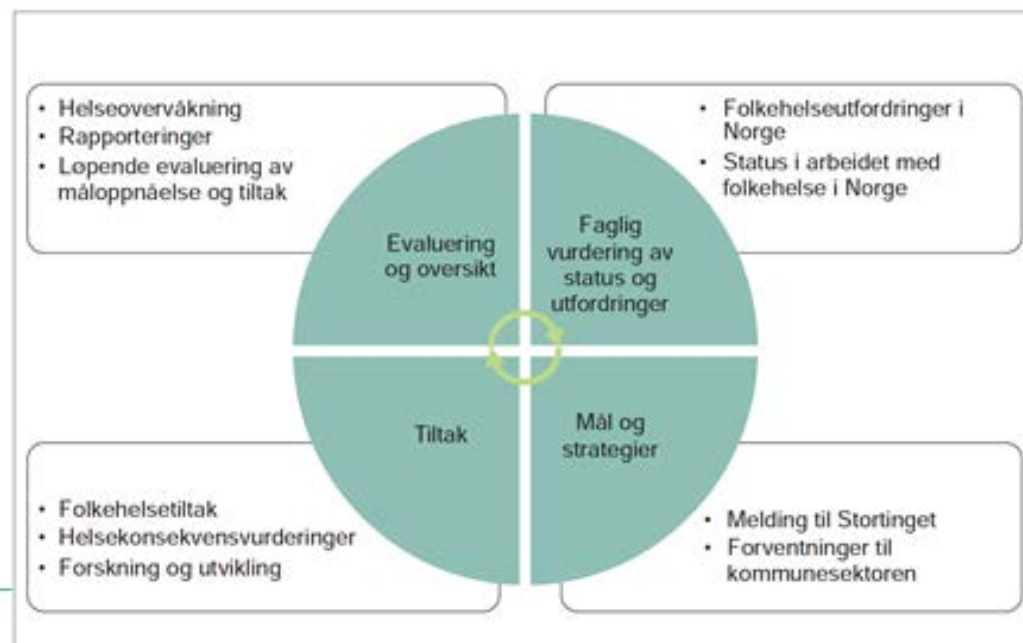 • Helseovervåkning
• Rapporteringer
• Løpende evaluering av
måloppnåelse og tiltak
• Folkehelseutfordringer i
Norge
• Status i arbeidet med
folkehelse i Norge
Evaluering
og oversikt
Faglig
vurdering av
status og
utfordringer
Tiltak
Mål og
strategier
• Folkehelsetiltak
• Helsekonsekvensvurderinger
• Forskning og utvikling
• Melding til Stortinget
• Forventninger til
kommunesektoren